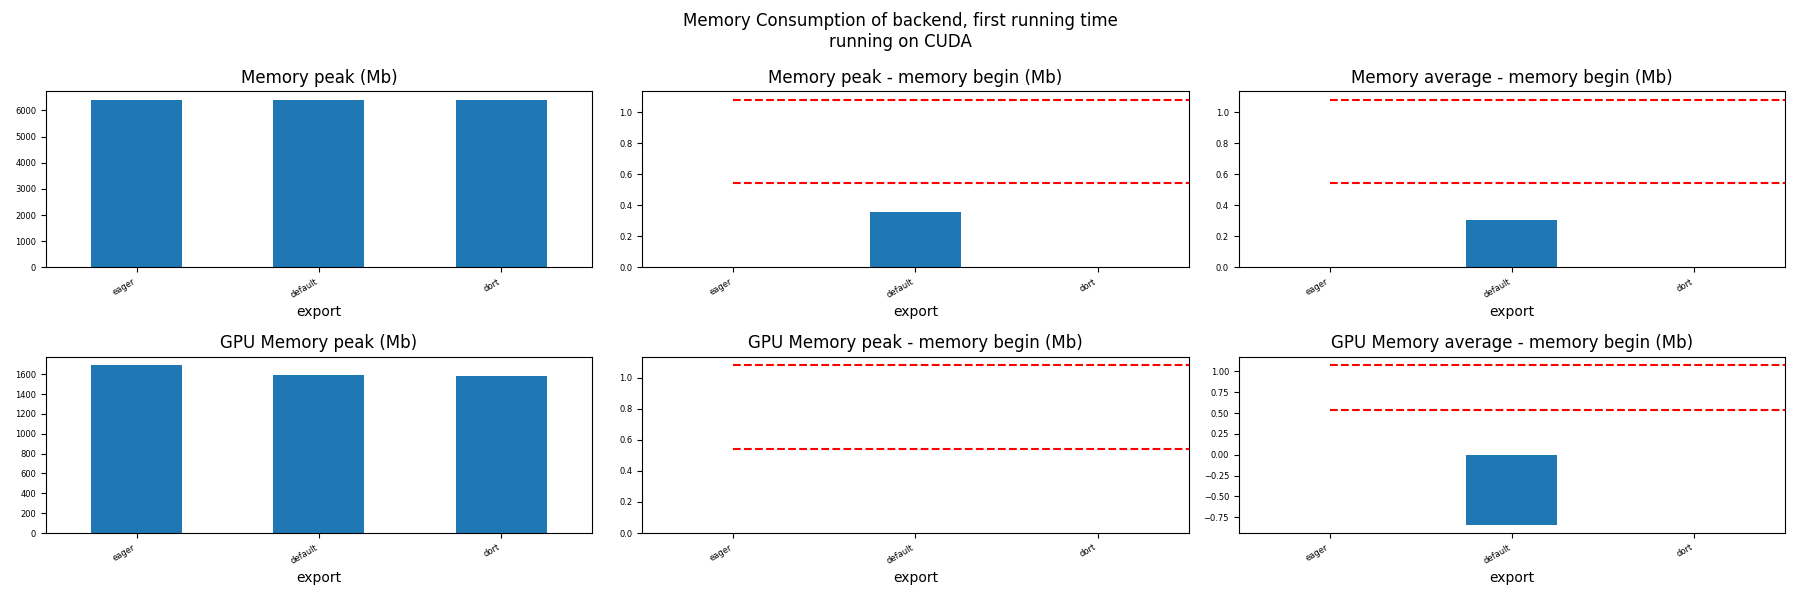 Memory Consumption of backend, first running time
running on CUDA
Memory peak (Mb)
6000
5000
4000
3000
2000
1000
0
eager
default
dort
export
Memory peak - memory begin (Mb)
1.0
0.8
0.6
0.4
0.2
0.0
eager
default
dort
export
Memory average - memory begin (Mb)
1.0
0.8
0.6
0.4
0.2
0.0
eager
default
dort
export
GPU Memory peak (Mb)
1600
1400
1200
1000
800
600
400
200
0
eager
default
dort
export
GPU Memory peak - memory begin (Mb)
1.0
0.8
0.6
0.4
0.2
0.0
eager
default
dort
export
GPU Memory average - memory begin (Mb)
1.00
0.75
0.50
0.25
0.00
−0.25
−0.50
−0.75
eager
default
dort
export